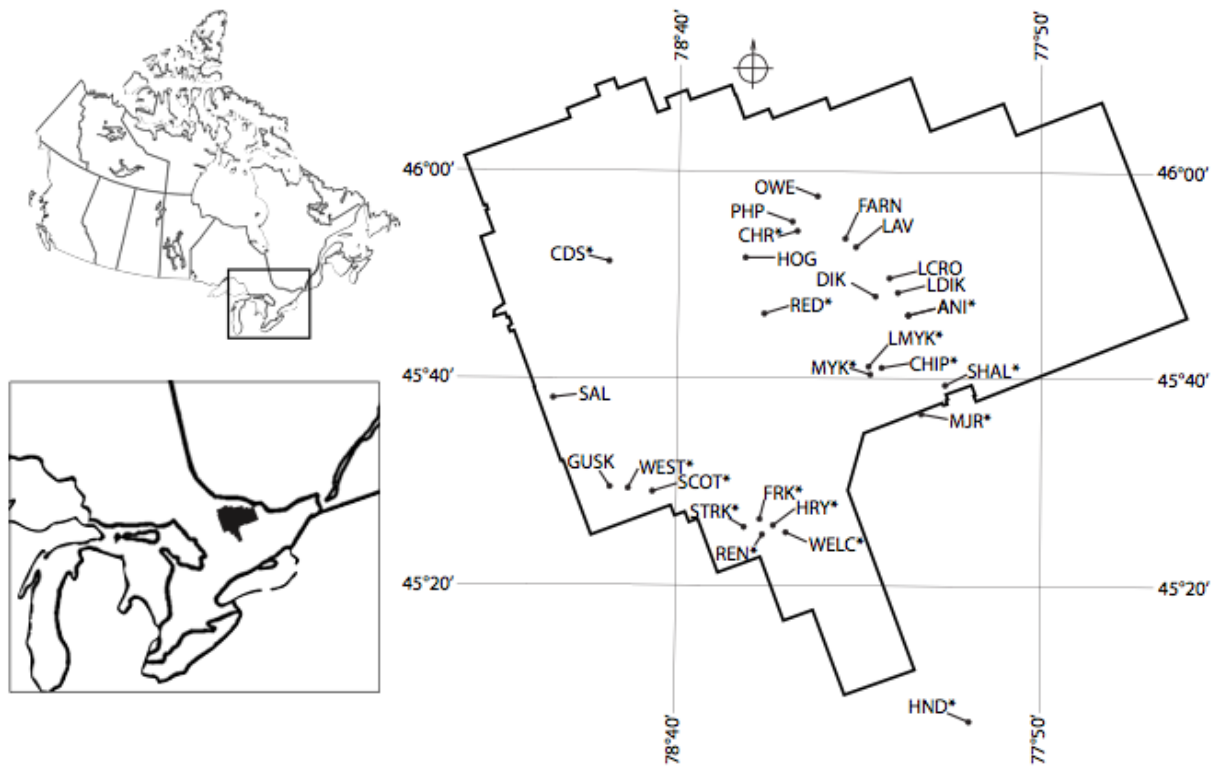 78°40'
77°50'
46°00'
46°00'
OWE
PHP
FARN
CHR*
LAV
CDS*
HOG
LCRO
DIK
LDIK
RED*
ANI*
LMYK*
MYK*
CHIP*
SHAL*
45°40'
45°40'
SAL
MJR*
GUSK
WEST*
SCOT*
FRK*
STRK*
HRY*
REN*
WELC*
45°20'
45°20'
HND*
78°40'
77°50'